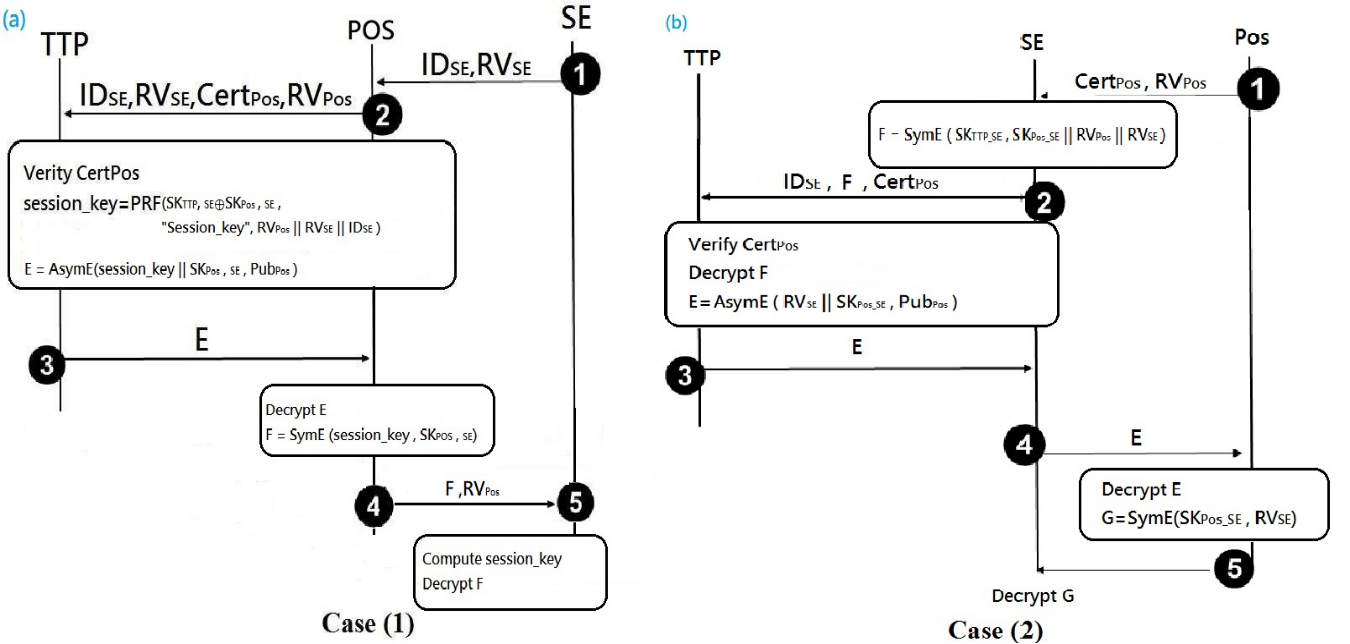 (a)
TTP
POS
SE
IDSE,RVSE
1
IDSE,RVSE,CertPos,RVPos
2
Verity CertPos
session_key=PRF(SKTTP, SE⊕SKPos, SE,
"Session_key", RVPos || RVSE || IDSE )
E = AsymE(session_key || SKPos , SE, PubPos )
E
3
Decrypt E
F = SymE (session_key , SKPOS , SE)
F ,RVPos
4
5
Compute session_key
Decrypt F
Case (1)
(b)
TTP
SE
Pos
CertPos , RVPos
1
F - SymE ( SKTTP_SE , SKPos_SE || RVPos || RVSE )
IDSE , F , CertPos
2
Verify CertPos
Decrypt F
E=AsymE ( RVSE || SKPos_SE , PubPos )
E
3
E
4
Decrypt E
G=SymE(SKPos_SE , RVSE)
5
Decrypt G
Case (2)